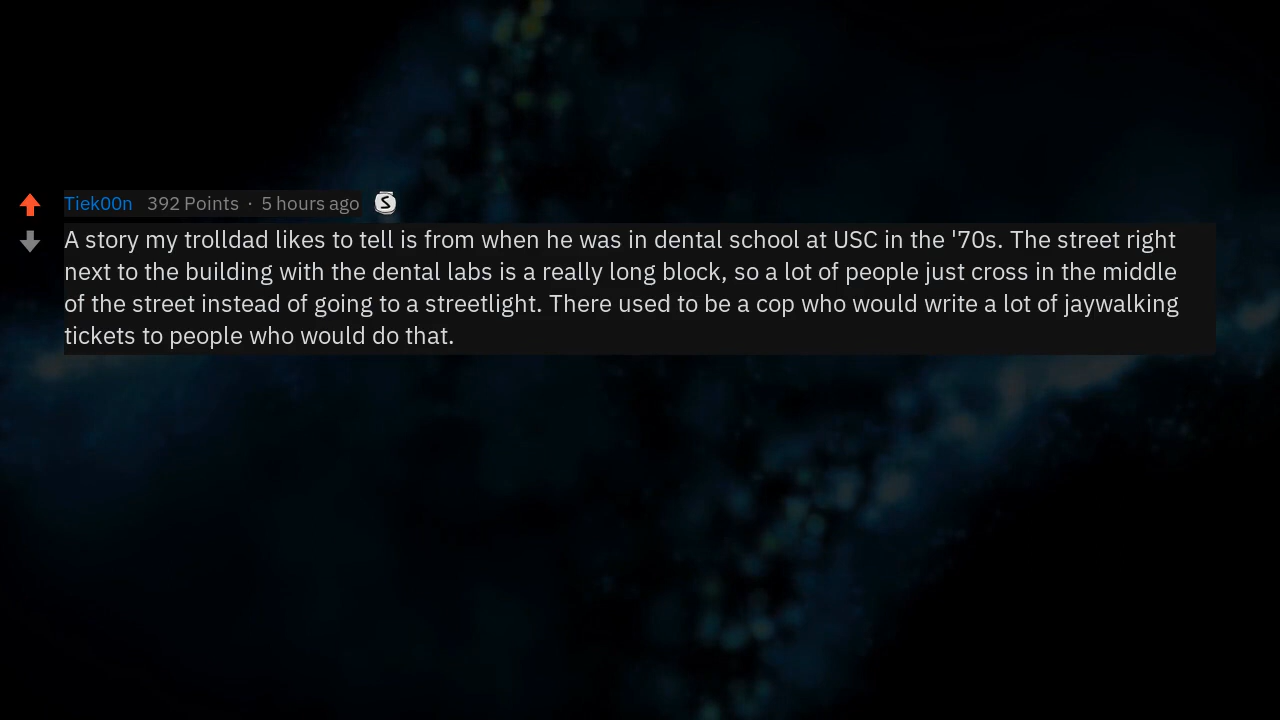 Tiek00n 392 Points · 5 hours ago S
A story my trolldad likes to tell is from when he was in dental school at USC in the '70s. The street right
next to the building with the dental labs is a really long block, so a lot of people just cross in the middle
of the street instead of going to a streetlight. There used to be a cop who would write a lot of jaywalking
tickets to people who would do that.